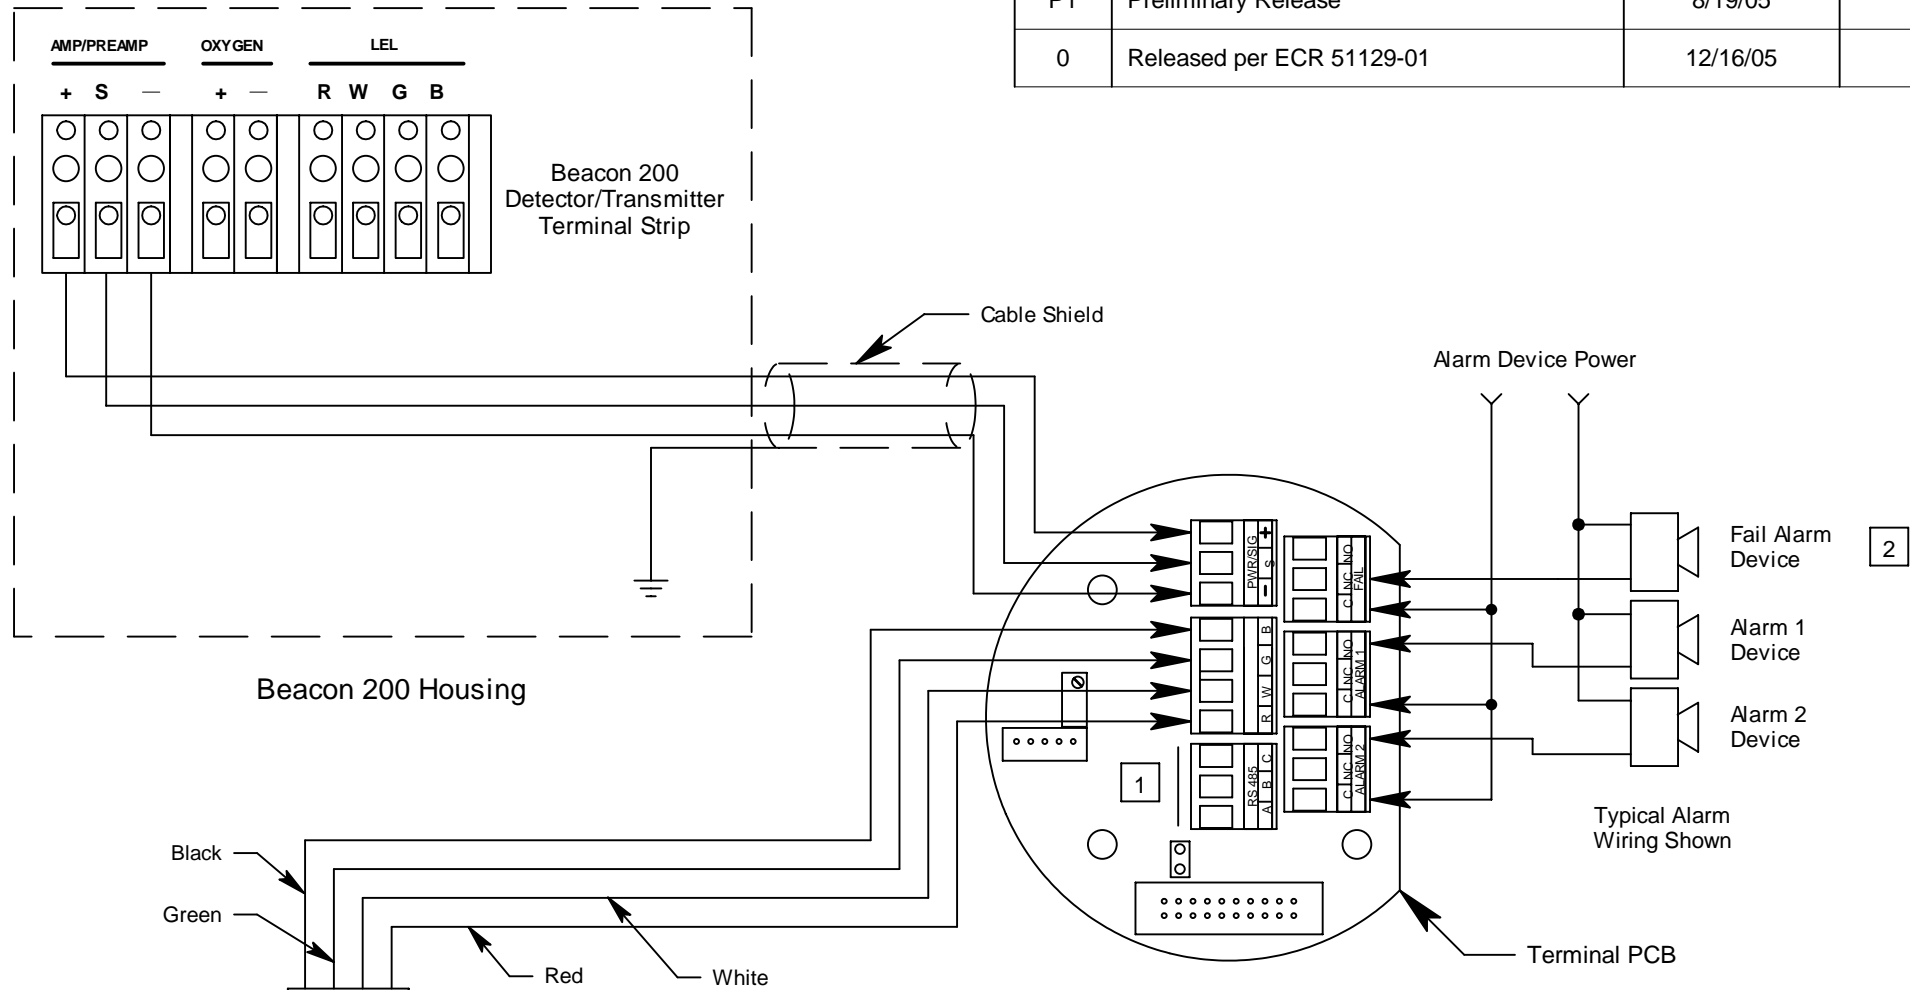 P1 Preliminary Release 8/19/05
0 Released per ECR 51129-01 12/16/05
AMP/PREAMP OXYGEN LEL
+ S — + — R W G B
Beacon 200
Detector/Transmitter
Terminal Strip
Cable Shield
Alarm Device Power
Beacon 200 Housing
PWR/SIG
+
S
-
B
G
W
R
RS 485
C
B
A
NO
NC
C
FAIL
NO
NC
C
ALARM 1
NO
NC
C
ALARM 2
1
Fail Alarm
Device
2
Alarm 1
Device
Alarm 2
Device
Typical Alarm
Wiring Shown
Black
Green
Red
White
Terminal PCB